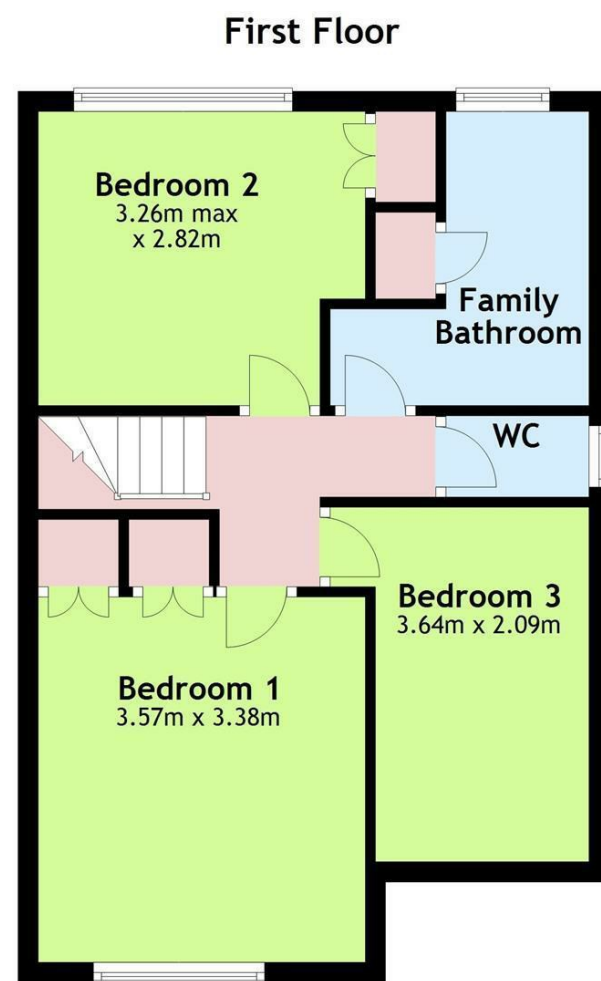 First Floor
Bedroom 2
3.26m max
x 2.82m
Family
Bathroom
WC
Bedroom 3
3.64m x 2.09m
Bedroom 1
3.57m x 3.38m